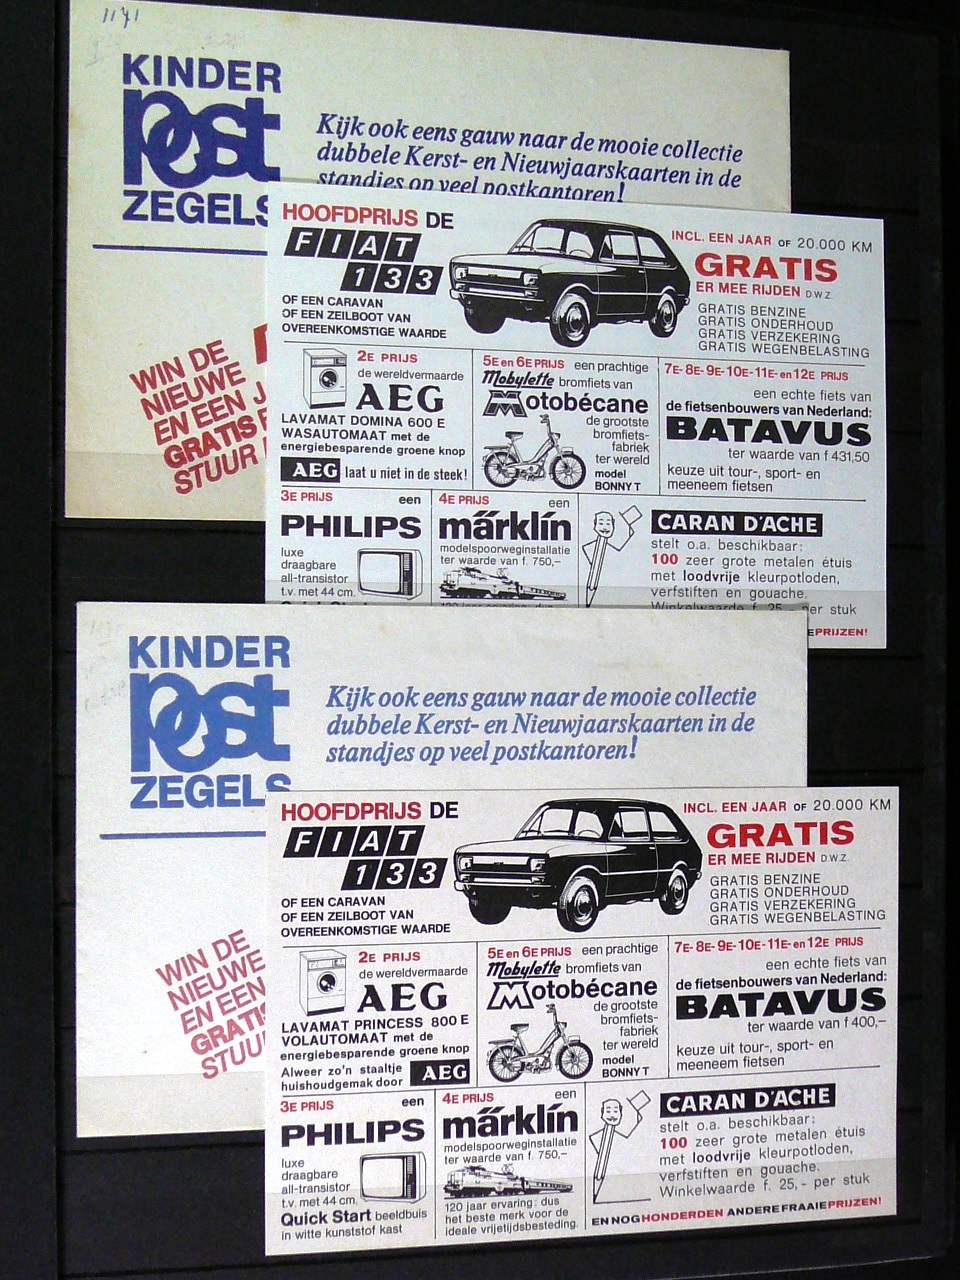 1171
KINDER
post
ZEGELS
Kijk ook eens gauw naar de mooie collectie
dubbele Kerst- en Nieuwjaarskaarten in de
standjes op veel postkantoren!
WIN DE
NIEUWE
EN EEN J
GRATIS
STUUR
HOOFDPRIJS DE
FIAT
133
OF EEN CARAVAN
OF EEN ZEILBOOT VAN
OVEREENKOMSTIGE WAARDE
INCL. EEN JAAR OF 20.000 KM
GRATIS
ER MEE RIJDEN D.W.Z.
GRATIS BENZINE
GRATIS ONDERHOUD
GRATIS VERZEKERING
GRATIS WEGENBELASTING
2E PRIJS
de wereldvermaarde
AEG
LAVAMAT DOMINA 600 E
WASAUTOMAAT met de
energiebesparende groene knop
AEG laat u niet in de steek!
5E en 6E PRIJS een prachtige
Mobylette bromfiets van
Motobécane
de grootste
bromfiets-
fabriek
ter wereld
model
BONNY T
7E- 8E- 9E- 10E- 11E- en 12E PRIJS
een echte fiets van
de fietsenbouwers van Nederland:
BATAVUS
ter waarde van f 431,50
keuze uit tour-, sport- en
meeneem fietsen
3E PRIJS een
PHILIPS
luxe
draagbare
all-transistor
t.v. met 44 cm.
Quick Start
4E PRIJS een
märklin
modelspoorweginstallatie
ter waarde van f. 750,–
120 jaar ervaring: dus
CARAN D'ACHE
stelt o.a. beschikbaar:
100 zeer grote metalen étuis
met loodvrije kleurpotloden,
verfstiften en gouache.
Winkelwaarde f. 25,- per stuk
EPRIJZEN!
KINDER
post
ZEGELS
Kijk ook eens gauw naar de mooie collectie
dubbele Kerst- en Nieuwjaarskaarten in de
standjes op veel postkantoren!
WIN DE
NIEUWE
EN EEN
GRATIS
STUUR
HOOFDPRIJS DE
FIAT
133
OF EEN CARAVAN
OF EEN ZEILBOOT VAN
OVEREENKOMSTIGE WAARDE
INCL. EEN JAAR OF 20.000 KM
GRATIS
ER MEE RIJDEN D.W.Z.
GRATIS BENZINE
GRATIS ONDERHOUD
GRATIS VERZEKERING
GRATIS WEGENBELASTING
2E PRIJS
de wereldvermaarde
AEG
LAVAMAT PRINCESS 800 E
VOLAUTOMAAT met de
energiebesparende groene knop
Alweer zo'n staaltje
huishoudgemak door AEG
5E en 6E PRIJS een prachtige
Mobylette bromfiets van
Motobécane
de grootste
bromfiets-
fabriek
ter wereld
model
BONNY T
7E- 8E- 9E- 10E- 11E- en 12E PRIJS
een echte fiets van
de fietsenbouwers van Nederland:
BATAVUS
ter waarde van f 400,–
keuze uit tour-, sport- en
meeneem fietsen
3E PRIJS een
PHILIPS
luxe
draagbare
all-transistor
t.v. met 44 cm.
Quick Start beeldbuis
in witte kunststof kast
4E PRIJS een
märklin
modelspoorweginstallatie
ter waarde van f. 750,–
120 jaar ervaring: dus
het beste merk voor de
ideale vrijetijdsbesteding.
CARAN D'ACHE
stelt o.a. beschikbaar:
100 zeer grote metalen étuis
met loodvrije kleurpotloden,
verfstiften en gouache.
Winkelwaarde f. 25,- per stuk
EN NOG HONDERDEN ANDERE FRAAIE PRIJZEN!